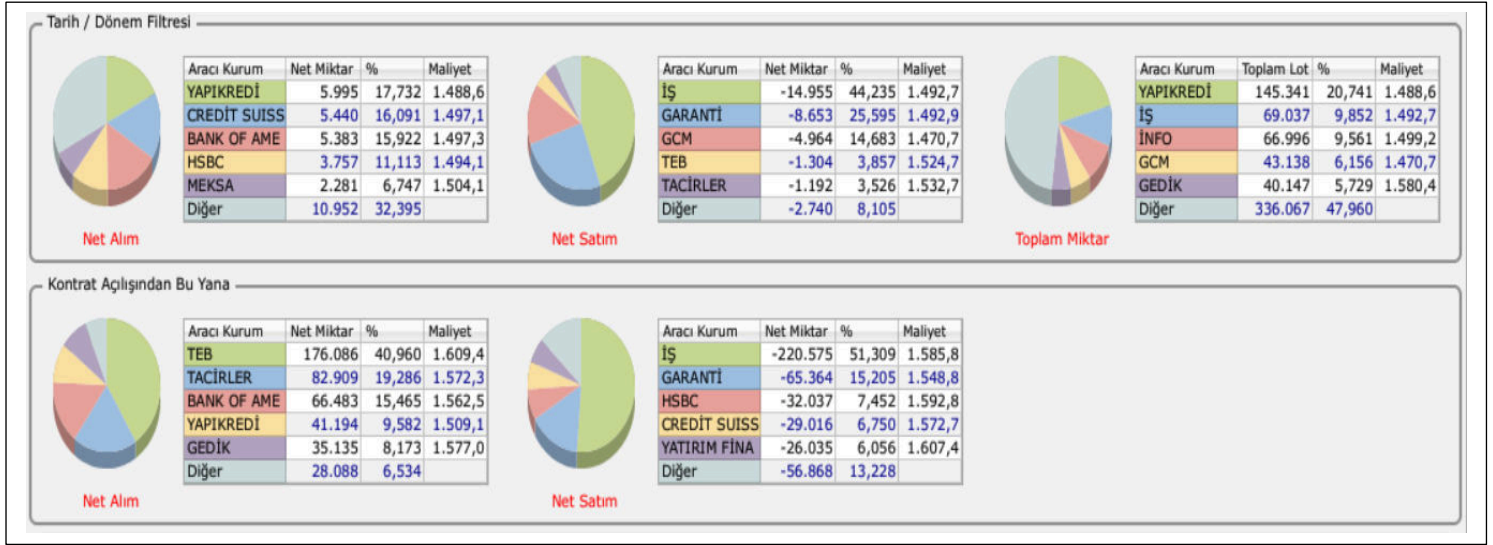 Tarih / Dönem Filtresi
Aracı Kurum Net Miktar % Maliyet
YAPIKREDİ 5.995 17,732 1.488,6
CREDİT SUISS 5.440 16,091 1.497,1
BANK OF AME 5.383 15,922 1.497,3
HSBC 3.757 11,113 1.494,1
MEKSA 2.281 6,747 1.504,1
Diğer 10.952 32,395
Net Alım
Aracı Kurum Net Miktar % Maliyet
İŞ -14.955 44,235 1.492,7
GARANTİ -8.653 25,595 1.492,9
GCM -4.964 14,683 1.470,7
TEB -1.304 3,857 1.524,7
TACİRLER -1.192 3,526 1.532,7
Diğer -2.740 8,105
Net Satım
Aracı Kurum Toplam Lot % Maliyet
YAPIKREDİ 145.341 20,741 1.488,6
İŞ 69.037 9,852 1.492,7
İNFO 66.996 9,561 1.499,2
GCM 43.138 6,156 1.470,7
GEDİK 40.147 5,729 1.580,4
Diğer 336.067 47,960
Toplam Miktar
Kontrat Açılışından Bu Yana
Aracı Kurum Net Miktar % Maliyet
TEB 176.086 40,960 1.609,4
TACİRLER 82.909 19,286 1.572,3
BANK OF AME 66.483 15,465 1.562,5
YAPIKREDİ 41.194 9,582 1.509,1
GEDİK 35.135 8,173 1.577,0
Diğer 28.088 6,534
Net Alım
Aracı Kurum Net Miktar % Maliyet
İŞ -220.575 51,309 1.585,8
GARANTİ -65.364 15,205 1.548,8
HSBC -32.037 7,452 1.592,8
CREDİT SUISS -29.016 6,750 1.572,7
YATIRIM FİNA -26.035 6,056 1.607,4
Diğer -56.868 13,228
Net Satım